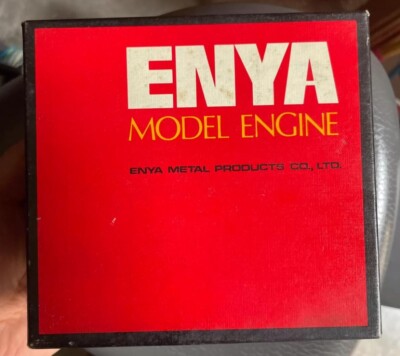 ENYA
MODEL ENGINE
ENYA METAL PRODUCTS CO., LTD.